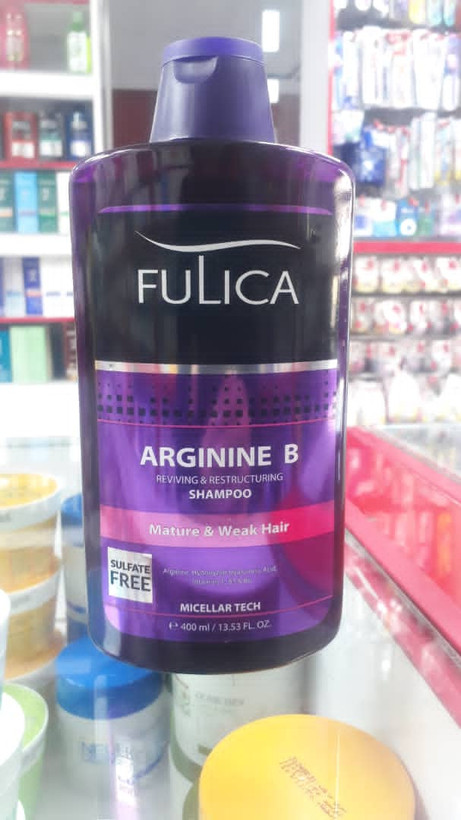 FULICA
ARGININE B
REVIVING & RESTRUCTURING
SHAMPOO
Mature & Weak Hair
SULFATE
FREE
MICELLAR TECH
℮ 400 ml / 13.53 FL. OZ.